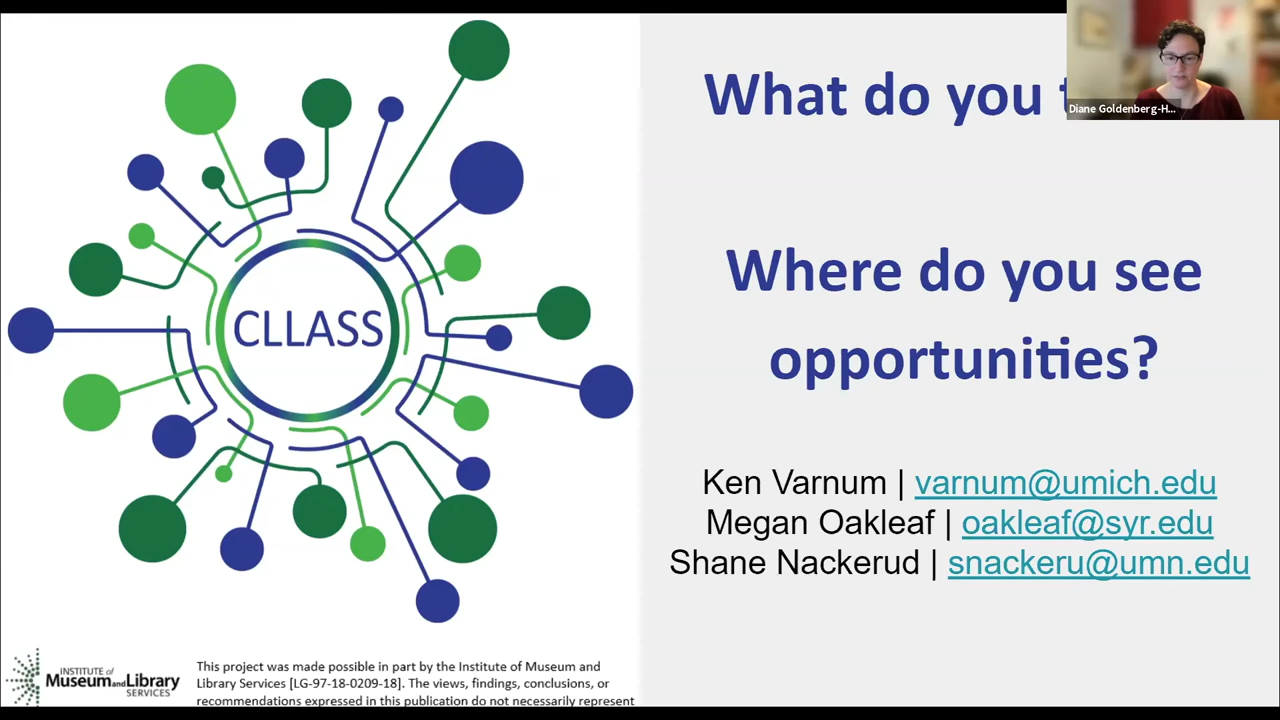 What do you
Diane Goldenberg-H...
Where do you see
opportunities?
CLLASS
Ken Varnum | varnum@umich.edu
Megan Oakleaf | oakleaf@syr.edu
Shane Nackerud | snackeru@umn.edu
INSTITUTE of
Museum and Library
SERVICES
This project was made possible in part by the Institute of Museum and
Library Services [LG-97-18-0209-18]. The views, findings, conclusions, or
recommendations expressed in this publication do not necessarily represent